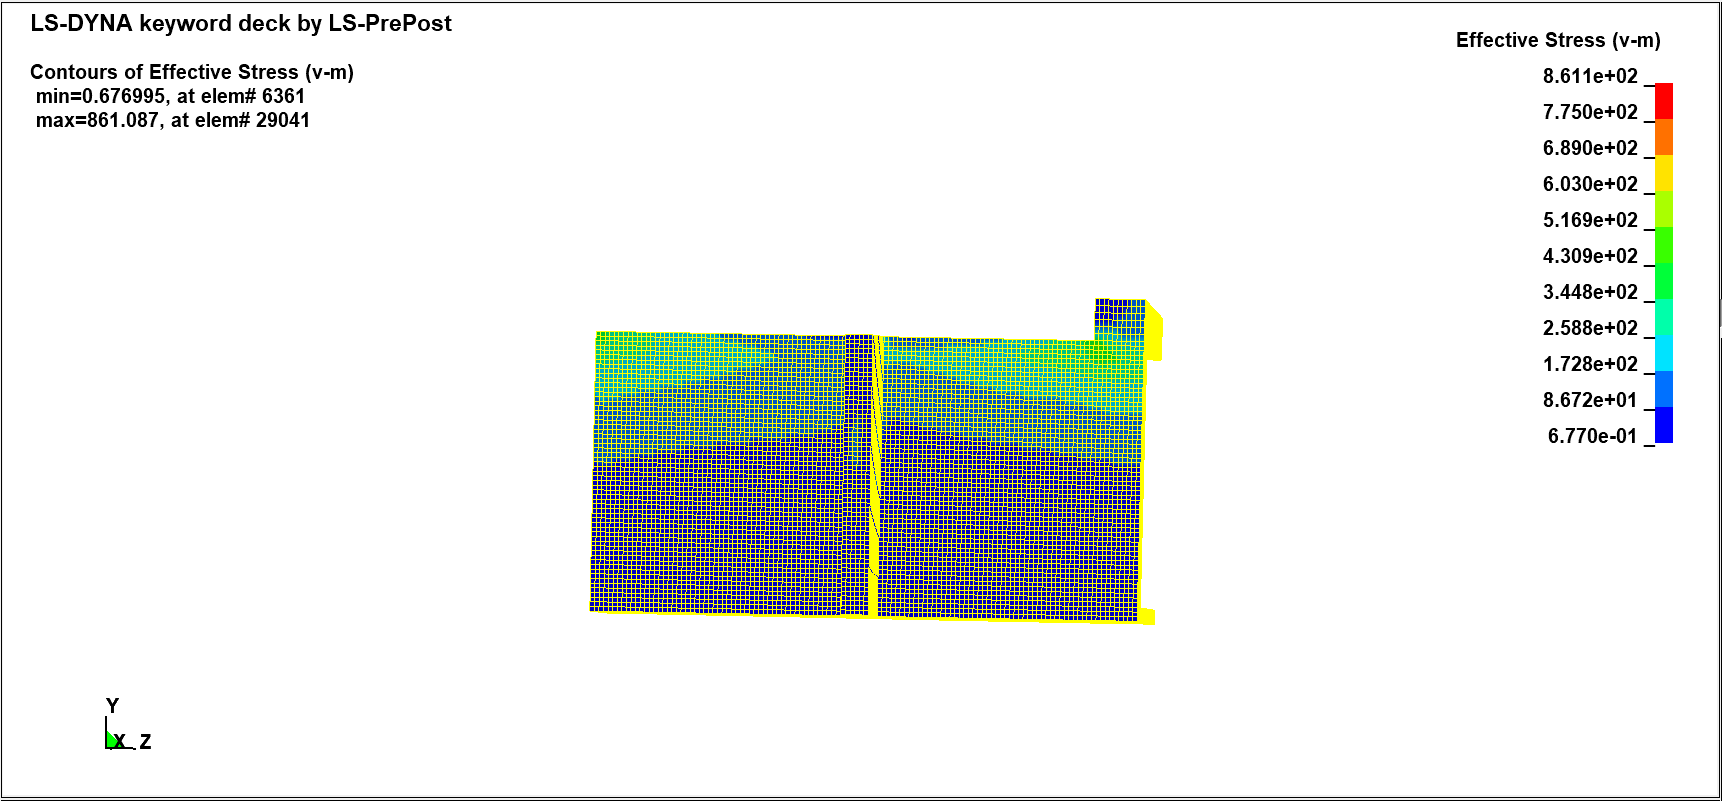 LS-DYNA keyword deck by LS-PrePost
Contours of Effective Stress (v-m)
min=0.676995, at elem# 6361
max=861.087, at elem# 29041
Effective Stress (v-m)
8.611e+02
7.750e+02
6.890e+02
6.030e+02
5.169e+02
4.309e+02
3.448e+02
2.588e+02
1.728e+02
8.672e+01
6.770e-01
Y
X Z